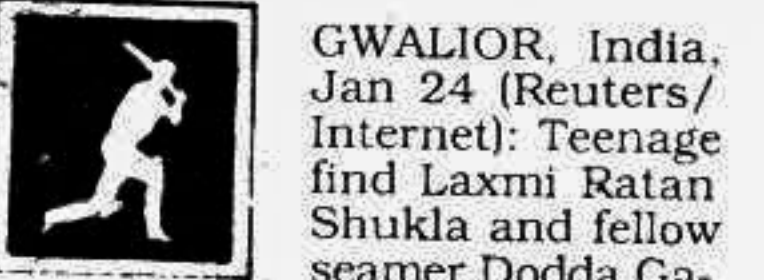 GWALIOR, India,
Jan 24 (Reuters/
Internet): Teenage
find Laxmi Ratan
Shukla and fellow
seamer Dodda Ga-